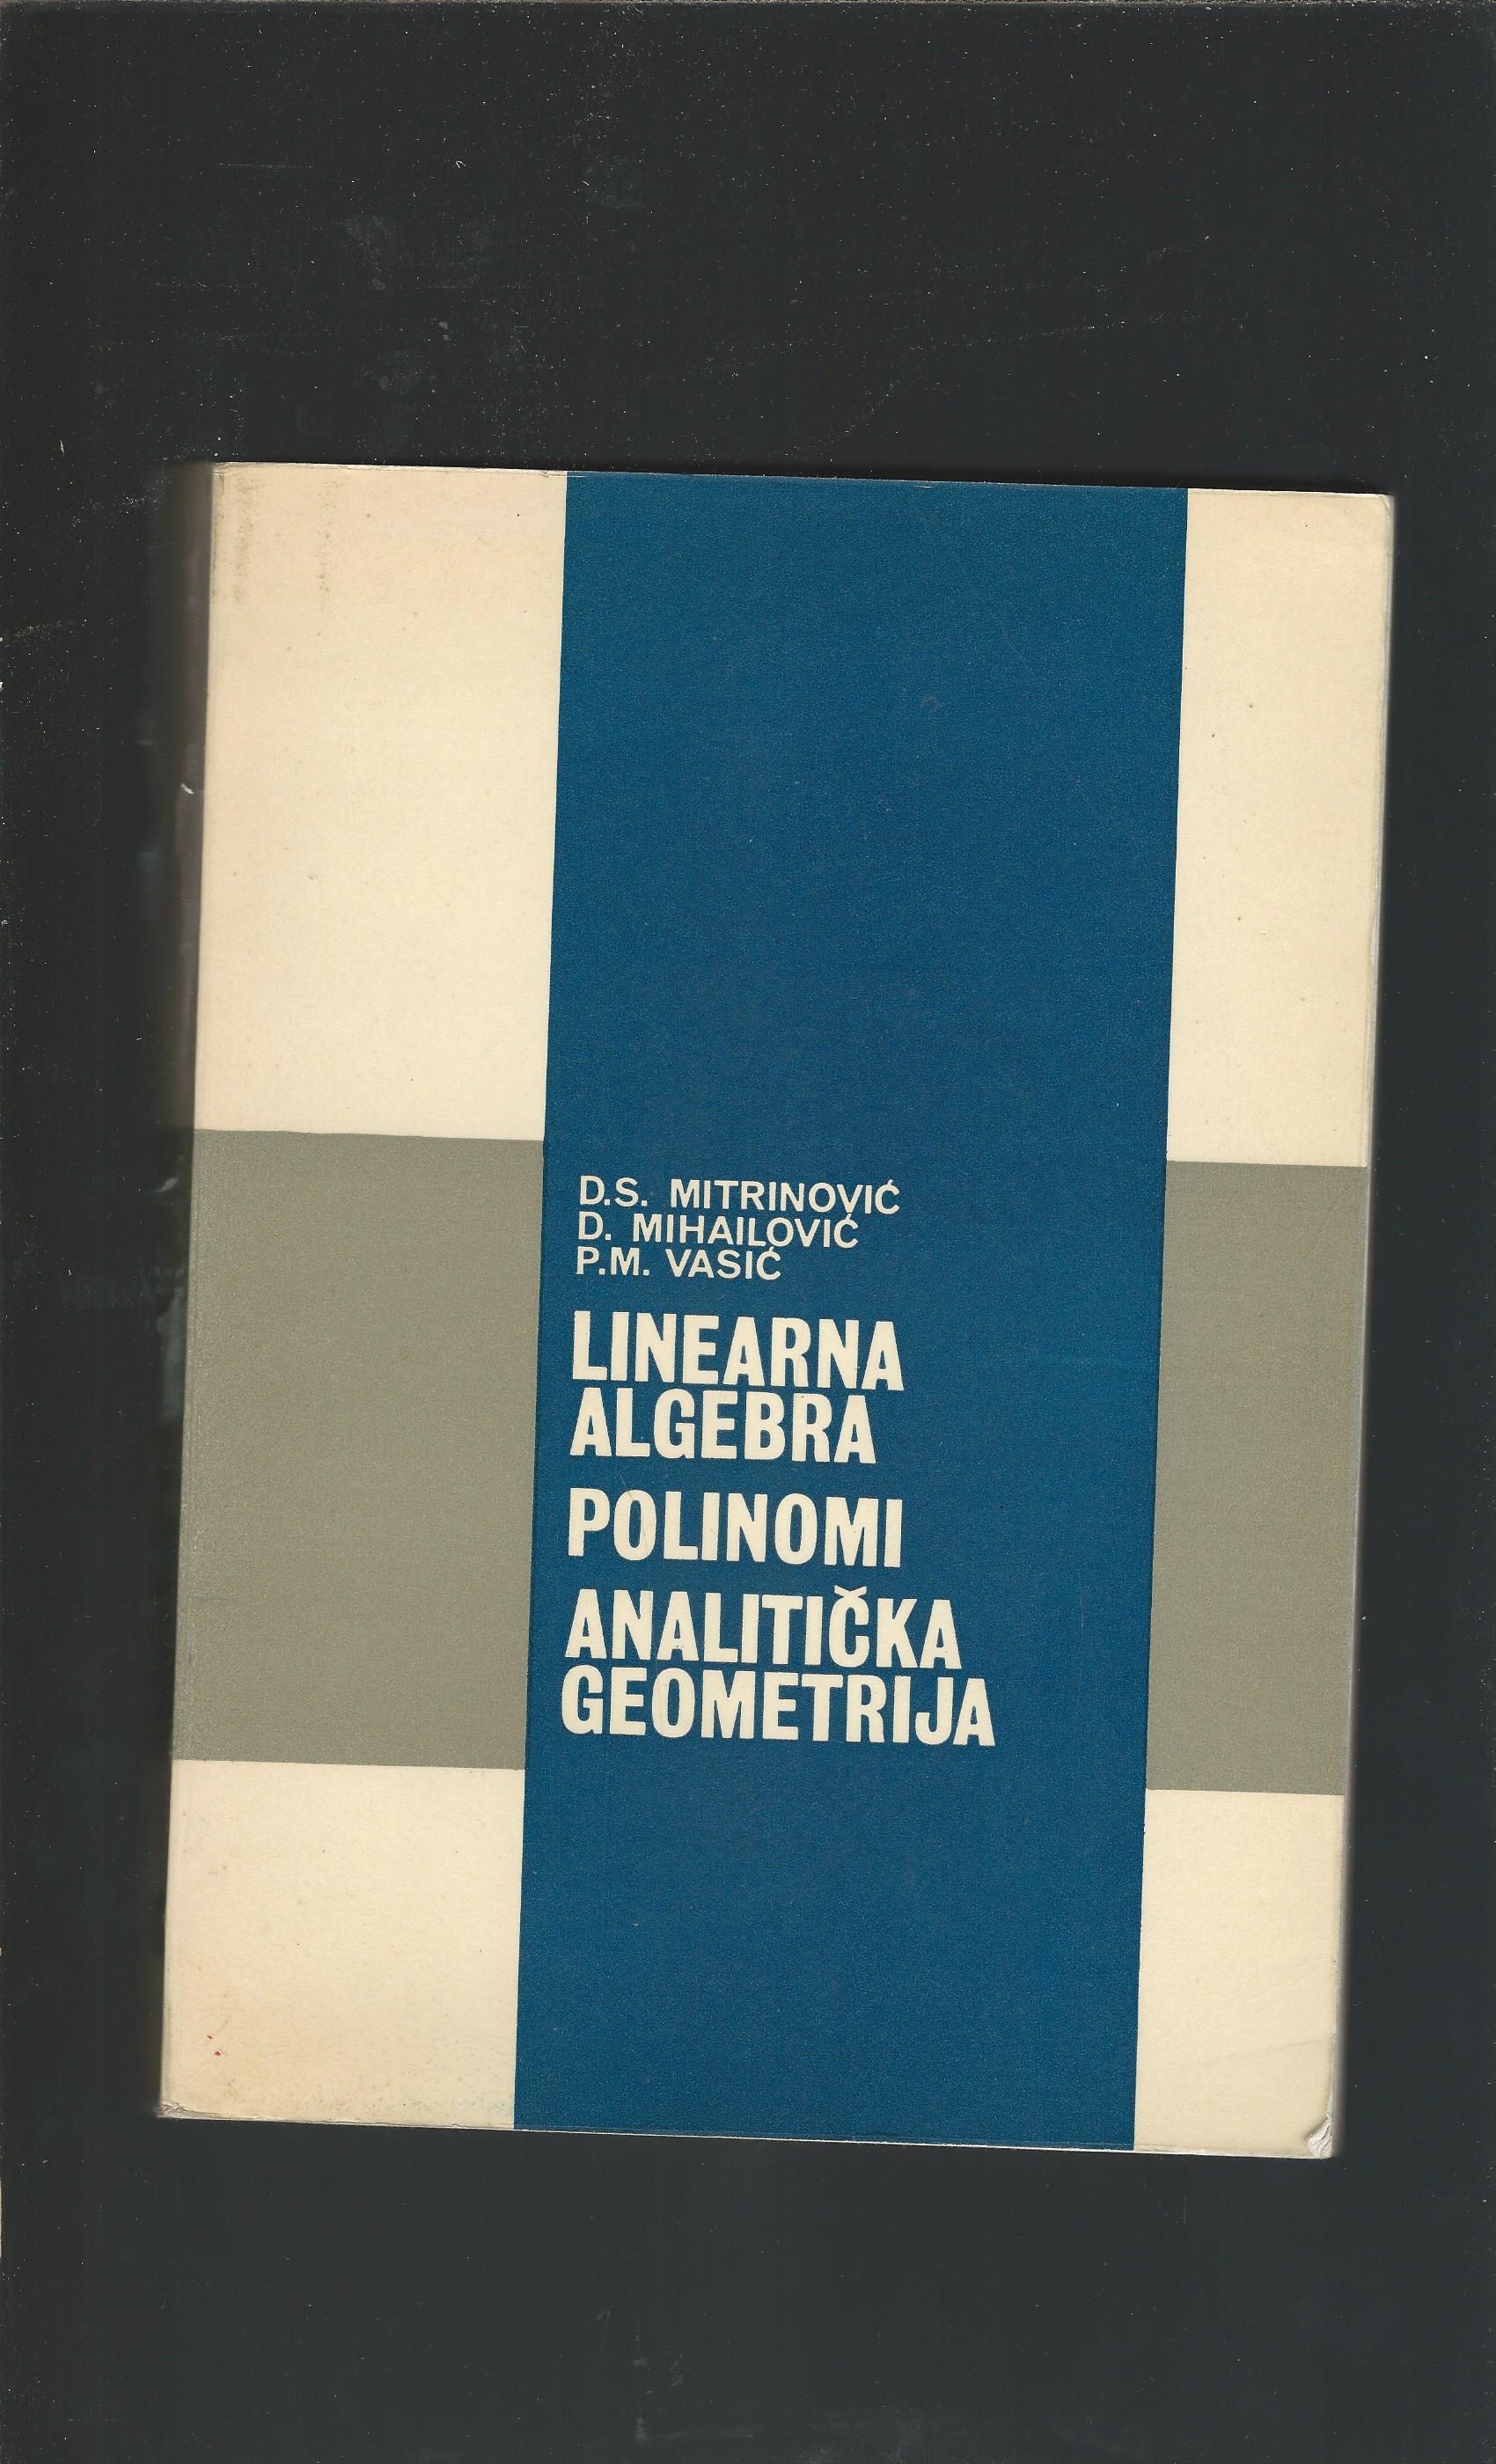 D.S. MITRINOVIĆ
D. MIHAILOVIĆ
P.M. VASIĆ
LINEARNA
ALGEBRA
POLINOMI
ANALITIČKA
GEOMETRIJA